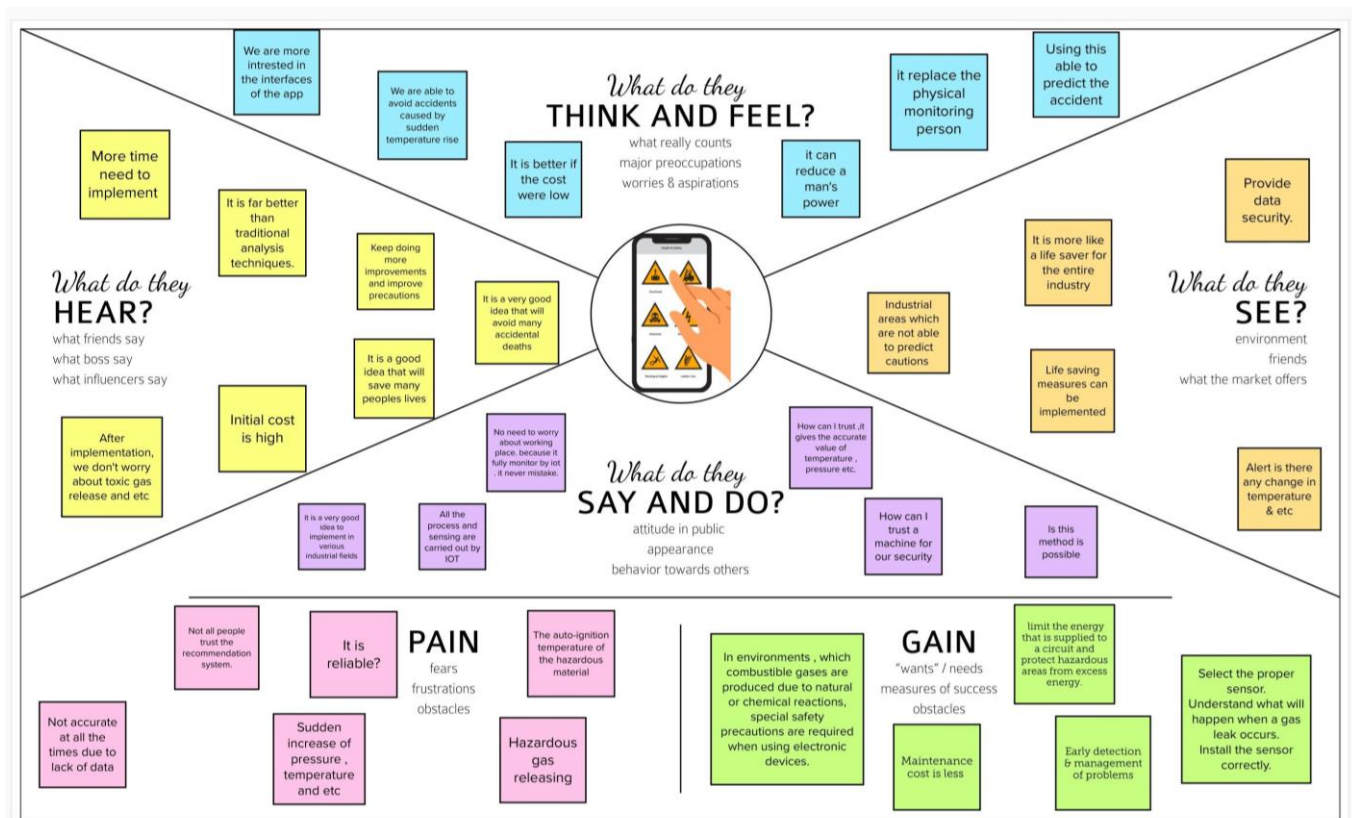 What do they
THINK AND FEEL?
what really counts
major preoccupations
worries & aspirations
We are more
intrested in
the interfaces
of the app
We are able to
avoid accidents
caused by
sudden
temperature rise
It is better if
the cost
were low
it can
reduce a
man's
power
it replace the
physical
monitoring
person
Using this
able to
predict the
accident
What do they
HEAR?
what friends say
what boss say
what influencers say
More time
need to
implement
It is far better
than
traditional
analysis
techniques.
Keep doing
more
improvements
and improve
precautions
It is a very good
idea that will
avoid many
accidental
deaths
It is a good
idea that will
save many
peoples lives
Initial cost
is high
After
implementation,
we don't worry
about toxic gas
release and etc
What do they
SEE?
environment
friends
what the market offers
Provide
data
security.
It is more like
a life saver for
the entire
industry
Industrial
areas which
are not able
to predict
cautions
Life saving
measures can
be
implemented
Alert is there
any change in
temperature
& etc
What do they
SAY AND DO?
attitude in public
appearance
behavior towards others
No need to worry
about working
place, because it
fully monitor by iot
, it never mistake.
It is a very good
idea to
implement in
various
industrial fields
All the
process and
sensing are
carried out by
IOT
How can I trust ,it
gives the accurate
value of
temperature ,
pressure etc.
How can I
trust a
machine for
our security
Is this
method is
possible
PAIN
fears
frustrations
obstacles
Not all people
trust the
recommendation
system.
It is
reliable?
The auto-ignition
temperature of
the hazardous
material
Not accurate
at all the
times due to
lack of data
Sudden
increase of
pressure ,
temperature
and etc
Hazardous
gas
releasing
GAIN
"wants" / needs
measures of success
obstacles
In environments , which
combustible gases are
produced due to natural
or chemical reactions,
special safety
precautions are required
when using electronic
devices.
limit the energy
that is supplied to
a circuit and
protect hazardous
areas from excess
energy.
Maintenance
cost is less
Early detection
& management
of problems
Select the proper
sensor.
Understand what will
happen when a gas
leak occurs.
Install the sensor
correctly.